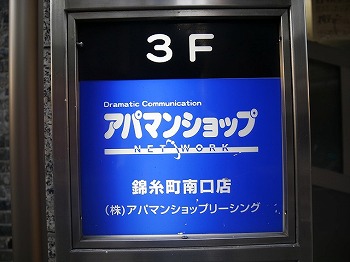 3F
Dramatic Communication
アパマンショップ
NETWORK
錦糸町南口店
(株)アパマンショップリーシング